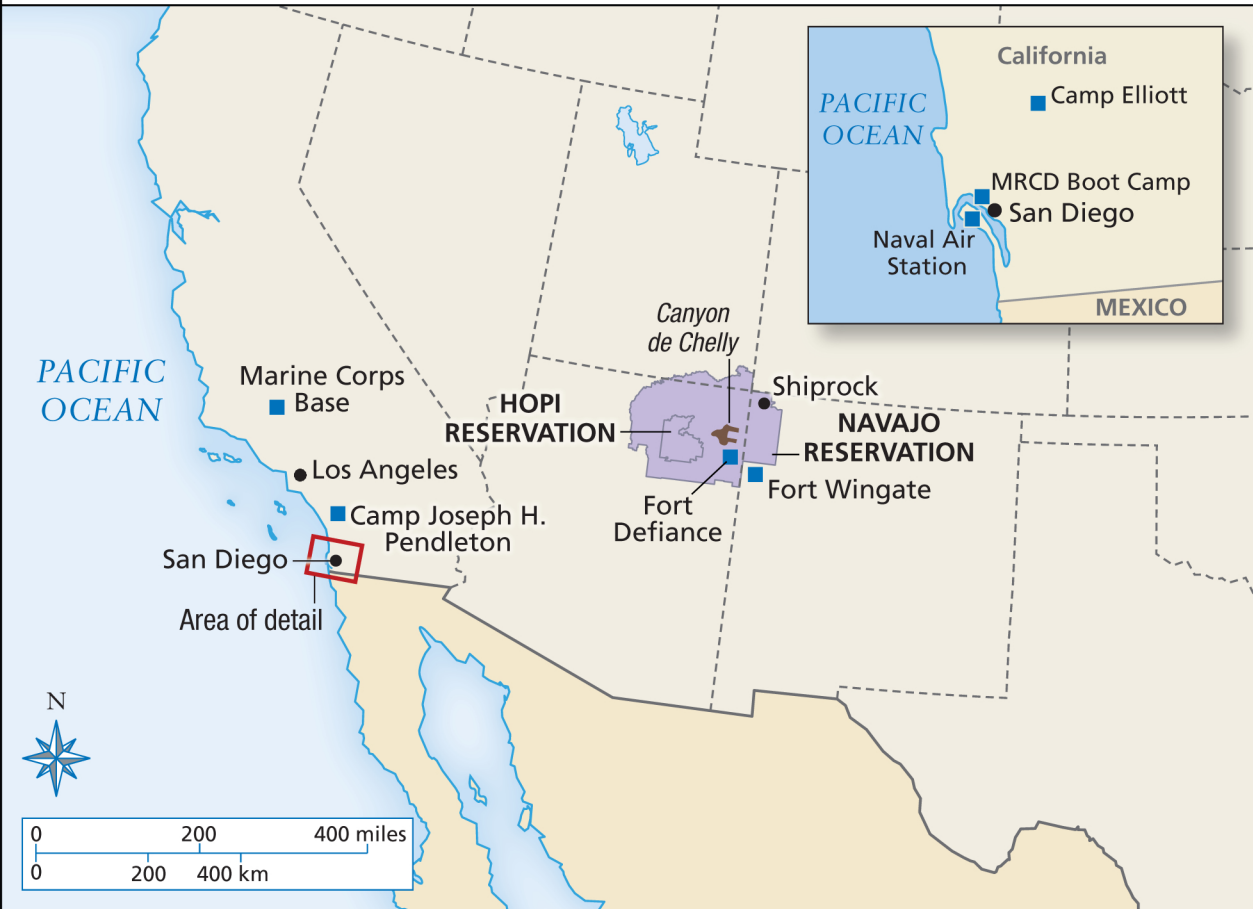 California
Camp Elliott
PACIFIC
OCEAN
MRCD Boot Camp
San Diego
Naval Air
Station
MEXICO
Canyon
de Chelly
PACIFIC
OCEAN
Marine Corps
Base
HOPI
RESERVATION
Shiprock
NAVAJO
RESERVATION
Los Angeles
Fort Wingate
Fort
Defiance
Camp Joseph H.
Pendleton
San Diego
Area of detail
N
0 200 400 miles
0 200 400 km